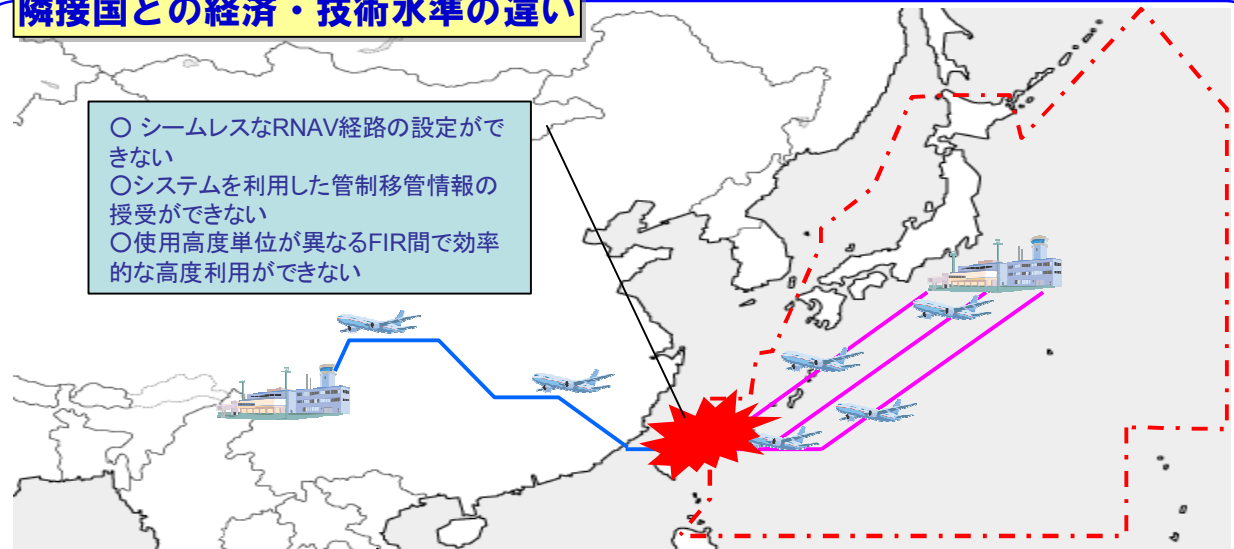 隣接国との経済・技術水準の違い
○ シームレスなRNAV経路の設定がで
きない
○システムを利用した管制移管情報の
授受ができない
○使用高度単位が異なるFIR間で効率
的な高度利用ができない